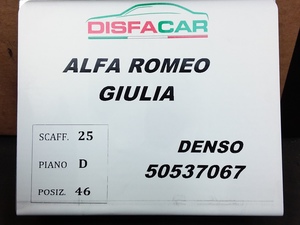 DISFACAR
ALFA ROMEO
GIULIA
SCAFF. 25
PIANO D
POSIZ. 46
DENSO
50537067